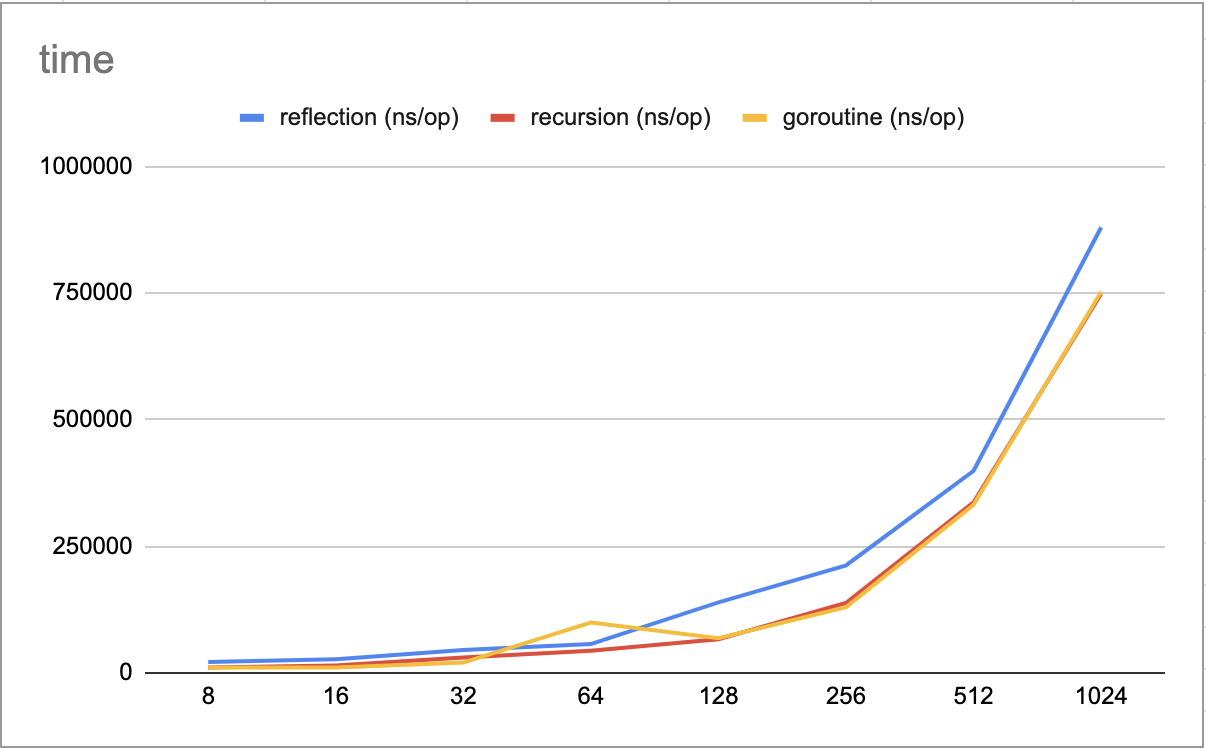 time
reflection (ns/op) recursion (ns/op) goroutine (ns/op)
1000000
750000
500000
250000
0
8 16 32 64 128 256 512 1024